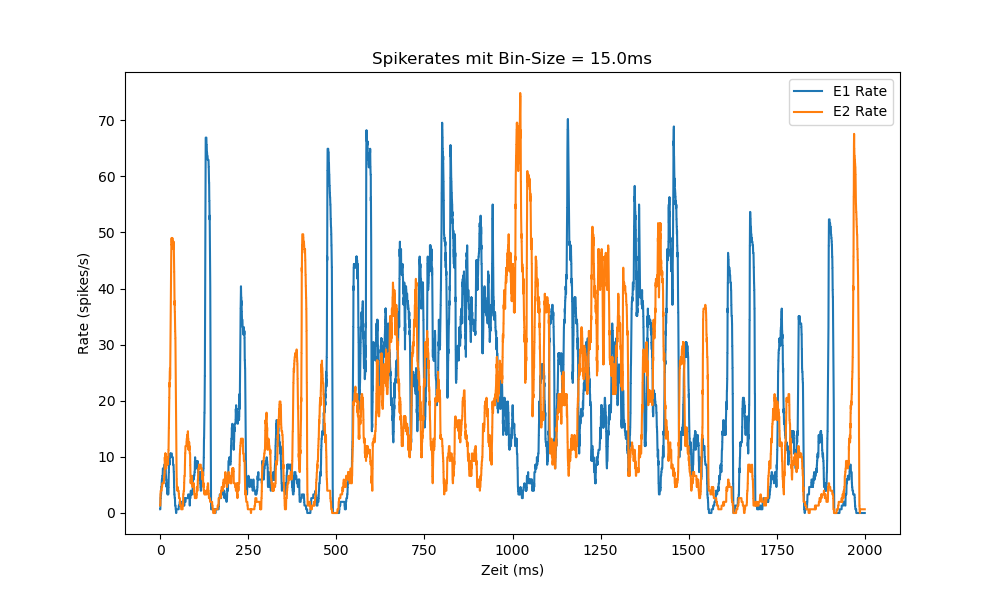 Spikerates mit Bin-Size = 15.0ms
E1 Rate
E2 Rate
Rate (spikes/s)
70
60
50
40
30
20
10
0
0 250 500 750 1000 1250 1500 1750 2000
Zeit (ms)